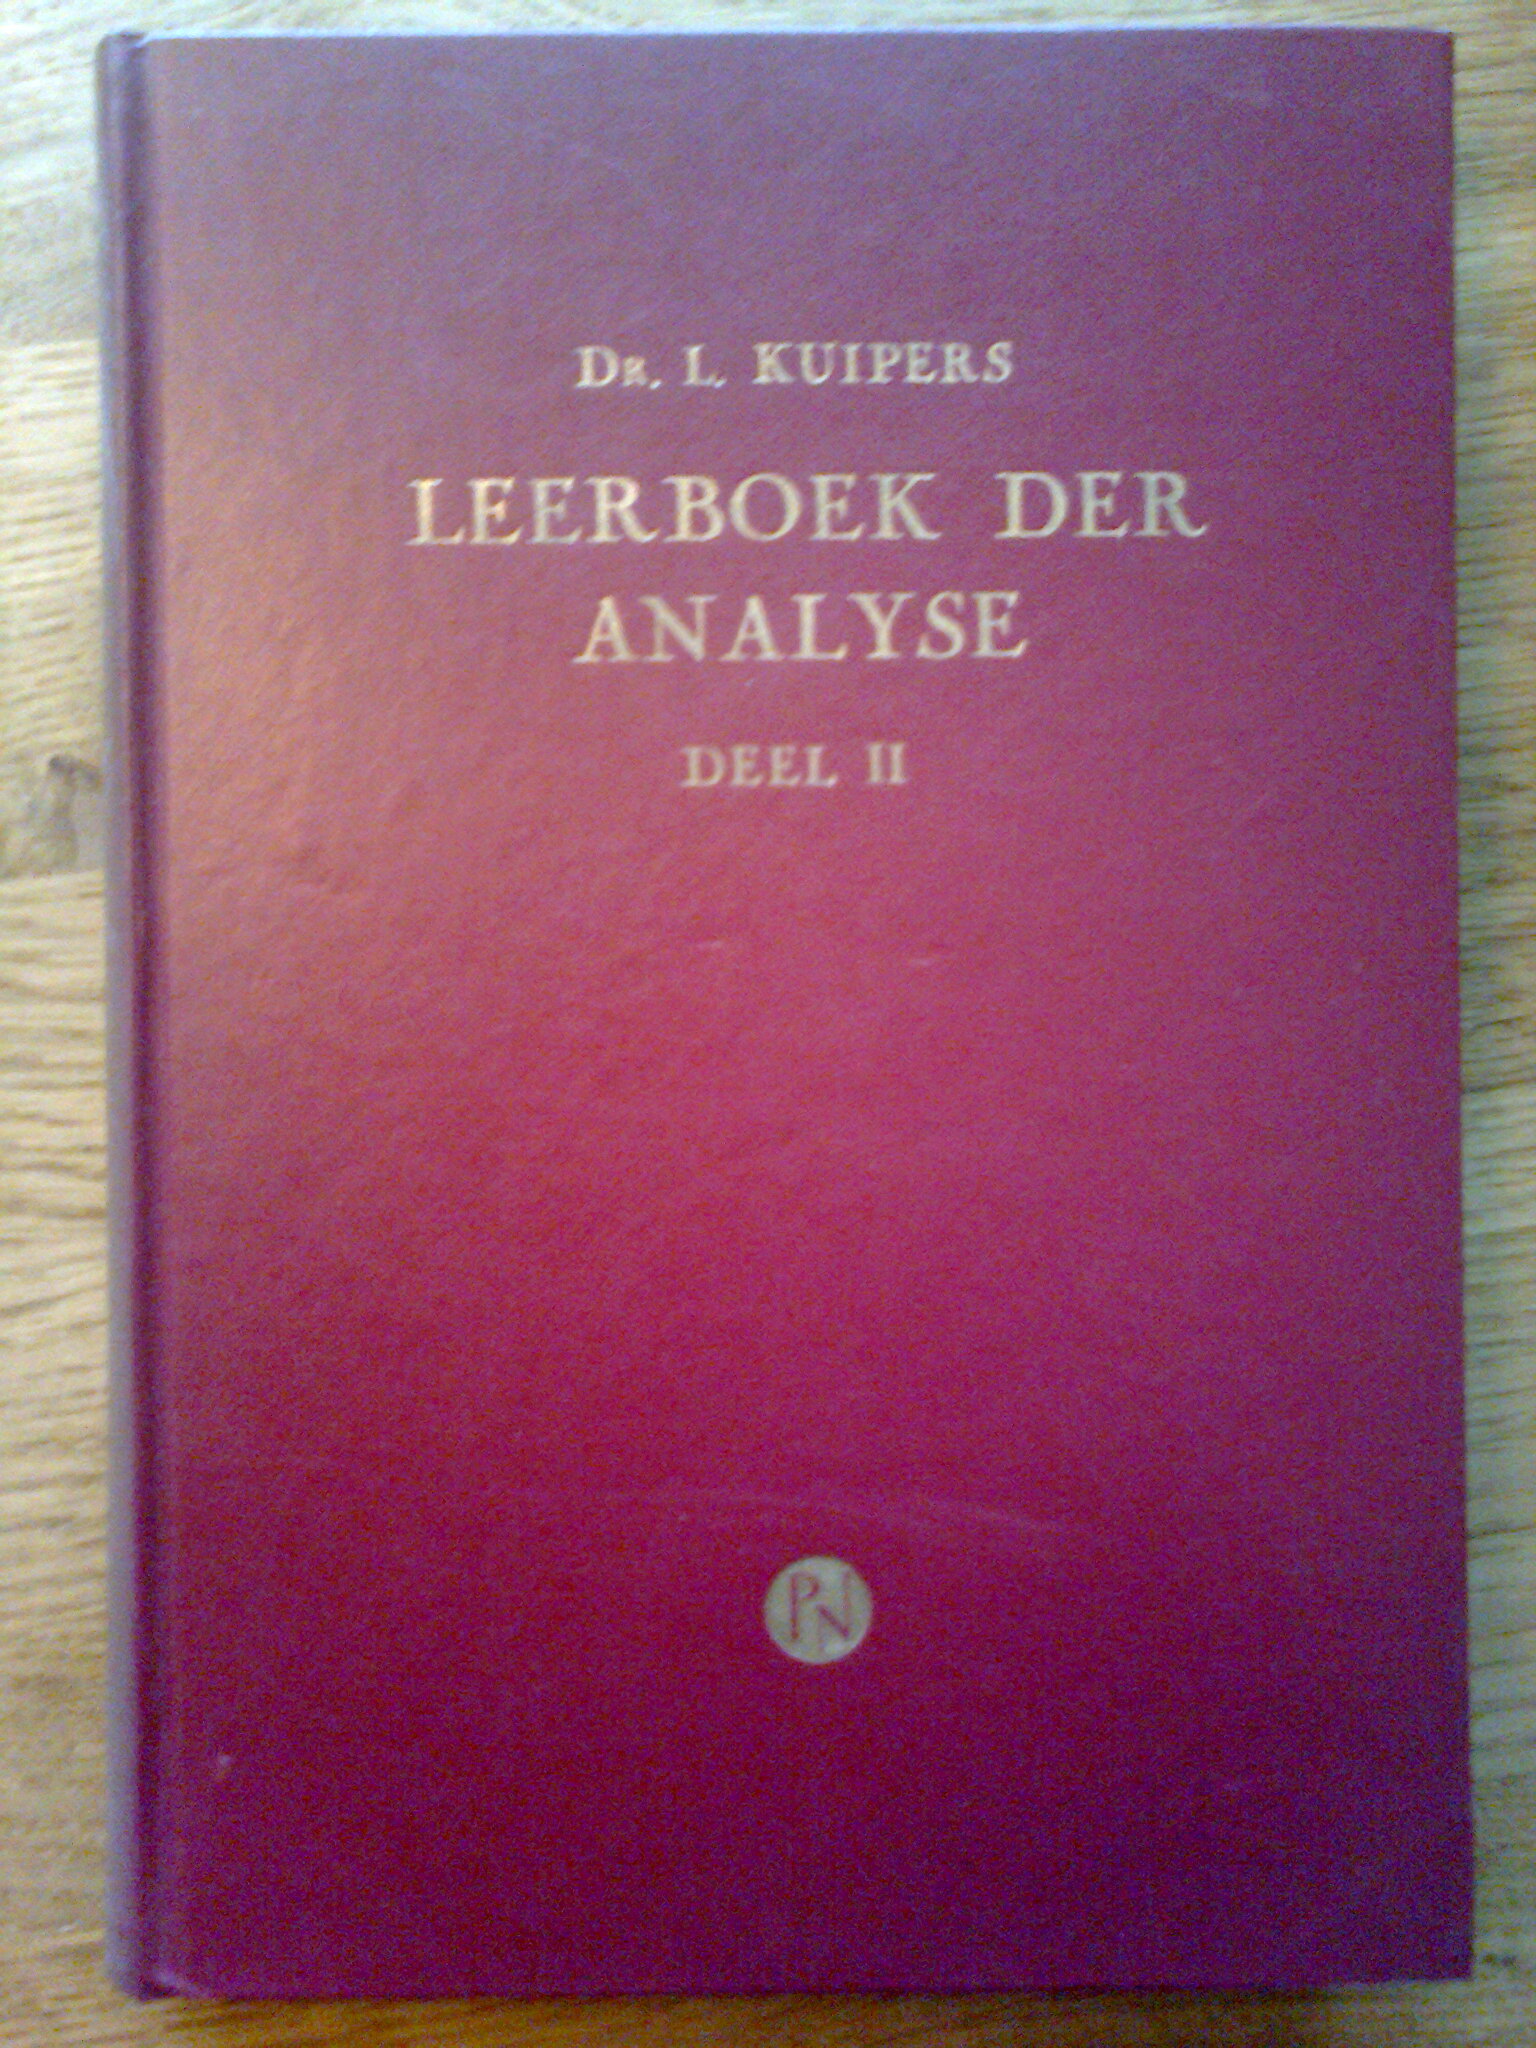 Dr. L. KUIPERS
LEERBOEK DER
ANALYSE
DEEL II
PN